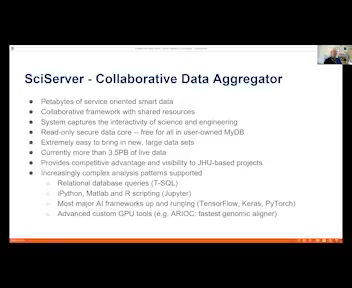 SciServer - Collaborative Data Aggregator
● Petabytes of service oriented smart data
● Collaborative framework with shared resources
● System captures the interactivity of science and engineering
● Read-only secure data core -- free for all in user-owned MyDB
● Extremely easy to bring in new, large data sets
● Currently more than 3.5PB of live data
● Provides competitive advantage and visibility to JHU-based projects
● Increasingly complex analysis patterns supported
○ Relational database queries (T-SQL)
○ iPython, Matlab and R scripting (Jupyter)
○ Most major AI frameworks up and running (TensorFlow, Keras, PyTorch)
○ Advanced custom GPU tools (e.g. ARIOC: fastest genomic aligner)